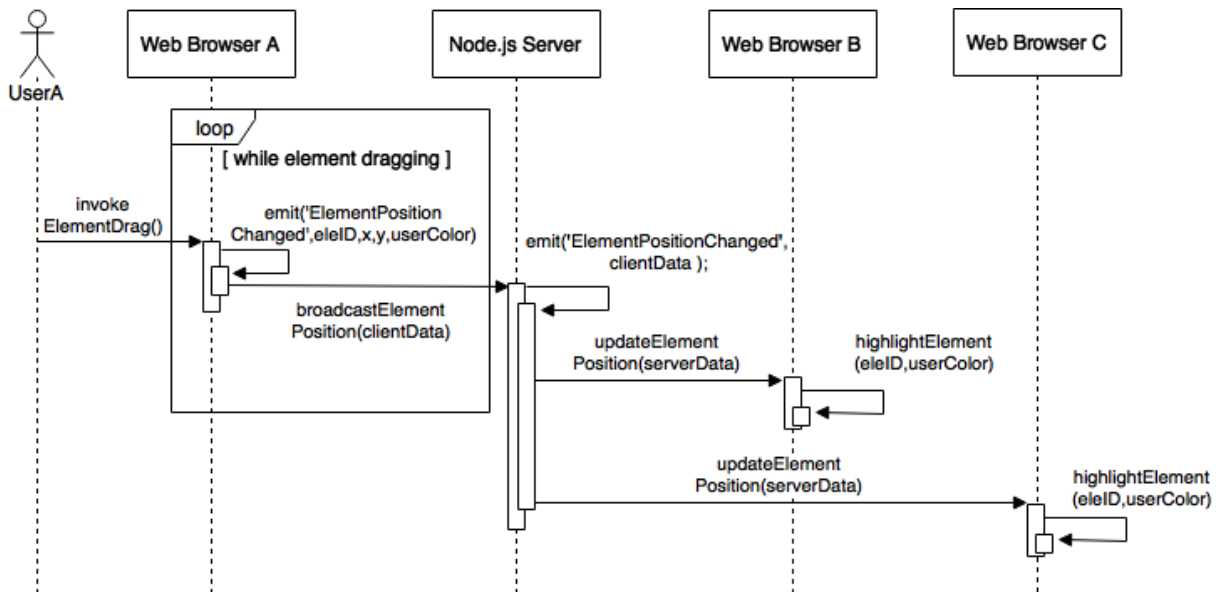 UserA
Web Browser A
Node.js Server
Web Browser B
Web Browser C
loop
[ while element dragging ]
invoke
ElementDrag()
emit('ElementPosition
Changed',eleID,x,y,userColor)
emit('ElementPositionChanged',
clientData );
broadcastElement
Position(clientData)
updateElement
Position(serverData)
highlightElement
(eleID,userColor)
updateElement
Position(serverData)
highlightElement
(eleID,userColor)